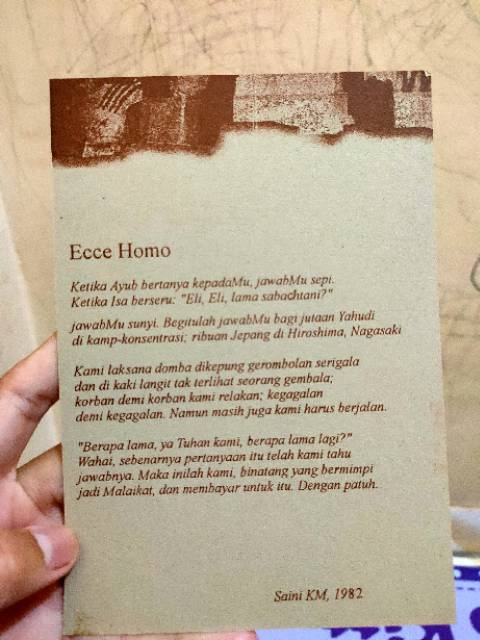 Ecce Homo
Ketika Ayub bertanya kepadaMu, jawabMu sepi.
Ketika Isa berseru: "Eli, Eli, lama sabachtani?"
jawabMu sunyi. Begitulah jawabMu bagi jutaan Yahudi
di kamp-konsentrasi; ribuan Jepang di Hiroshima, Nagasaki
Kami laksana domba dikepung gerombolan serigala
dan di kaki langit tak terlihat seorang gembala;
korban demi korban kami relakan; kegagalan
demi kegagalan. Namun masih juga kami harus berjalan.
"Berapa lama, ya Tuhan kami, berapa lama lagi?"
Wahai, sebenarnya pertanyaan itu telah kami tahu
jawabnya. Maka inilah kami, binatang yang bermimpi
jadi Malaikat, dan membayar untuk itu. Dengan patuh.
Saini KM, 1982